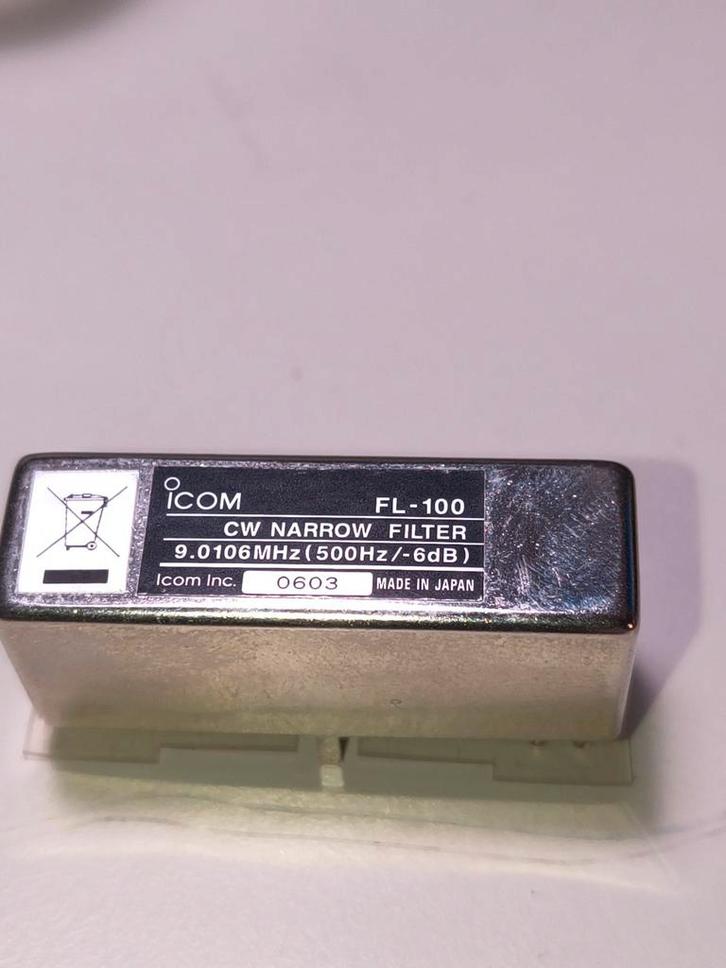 ICOM FL-100
CW NARROW FILTER
9.0106MHz(500Hz/-6dB)
Icom Inc. 0603 MADE IN JAPAN